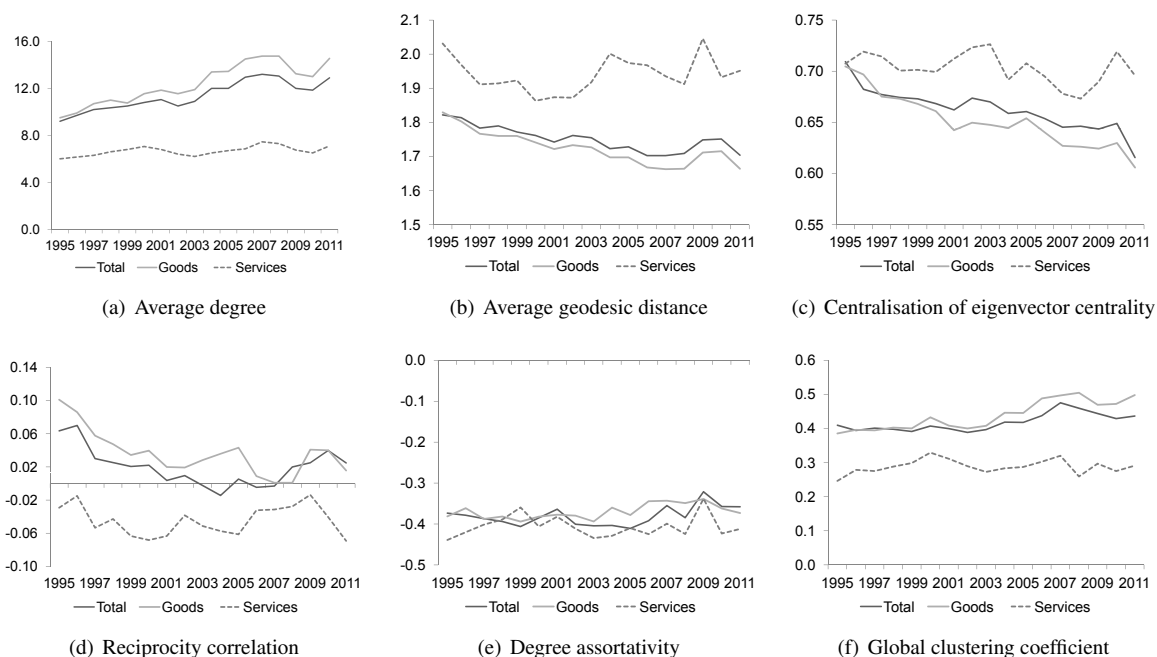 16.0
12.0
8.0
4.0
0.0
1995 1997 1999 2001 2003 2005 2007 2009 2011
Total Goods Services
(a) Average degree
2.1
2.0
1.9
1.8
1.7
1.6
1.5
1995 1997 1999 2001 2003 2005 2007 2009 2011
Total Goods Services
(b) Average geodesic distance
0.75
0.70
0.65
0.60
0.55
1995 1997 1999 2001 2003 2005 2007 2009 2011
Total Goods Services
(c) Centralisation of eigenvector centrality
0.14
0.10
0.06
0.02
-0.02
-0.06
-0.10
1995 1997 1999 2001 2003 2005 2007 2009 2011
Total Goods Services
(d) Reciprocity correlation
0.0
-0.1
-0.2
-0.3
-0.4
-0.5
1995 1997 1999 2001 2003 2005 2007 2009 2011
Total Goods Services
(e) Degree assortativity
0.6
0.5
0.4
0.3
0.2
0.1
0.0
1995 1997 1999 2001 2003 2005 2007 2009 2011
Total Goods Services
(f) Global clustering coefficient